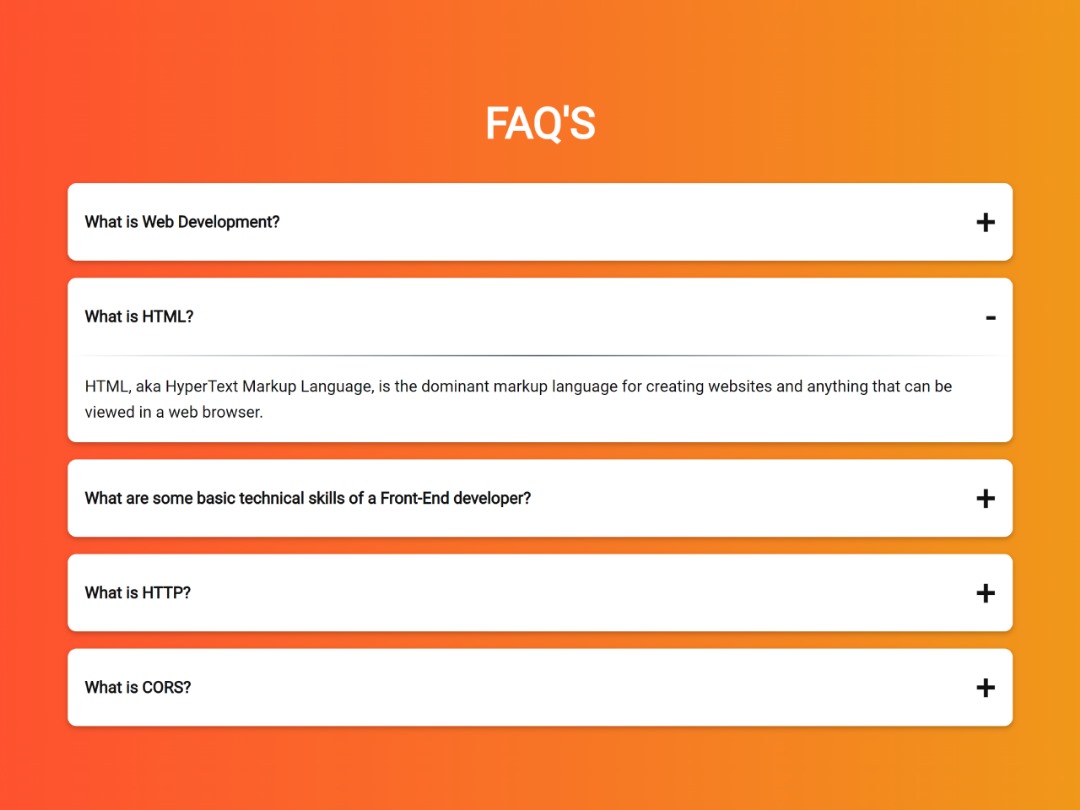 FAQ'S
What is Web Development?
+
What is HTML?
-
HTML, aka HyperText Markup Language, is the dominant markup language for creating websites and anything that can be
viewed in a web browser.
What are some basic technical skills of a Front-End developer?
+
What is HTTP?
+
What is CORS?
+